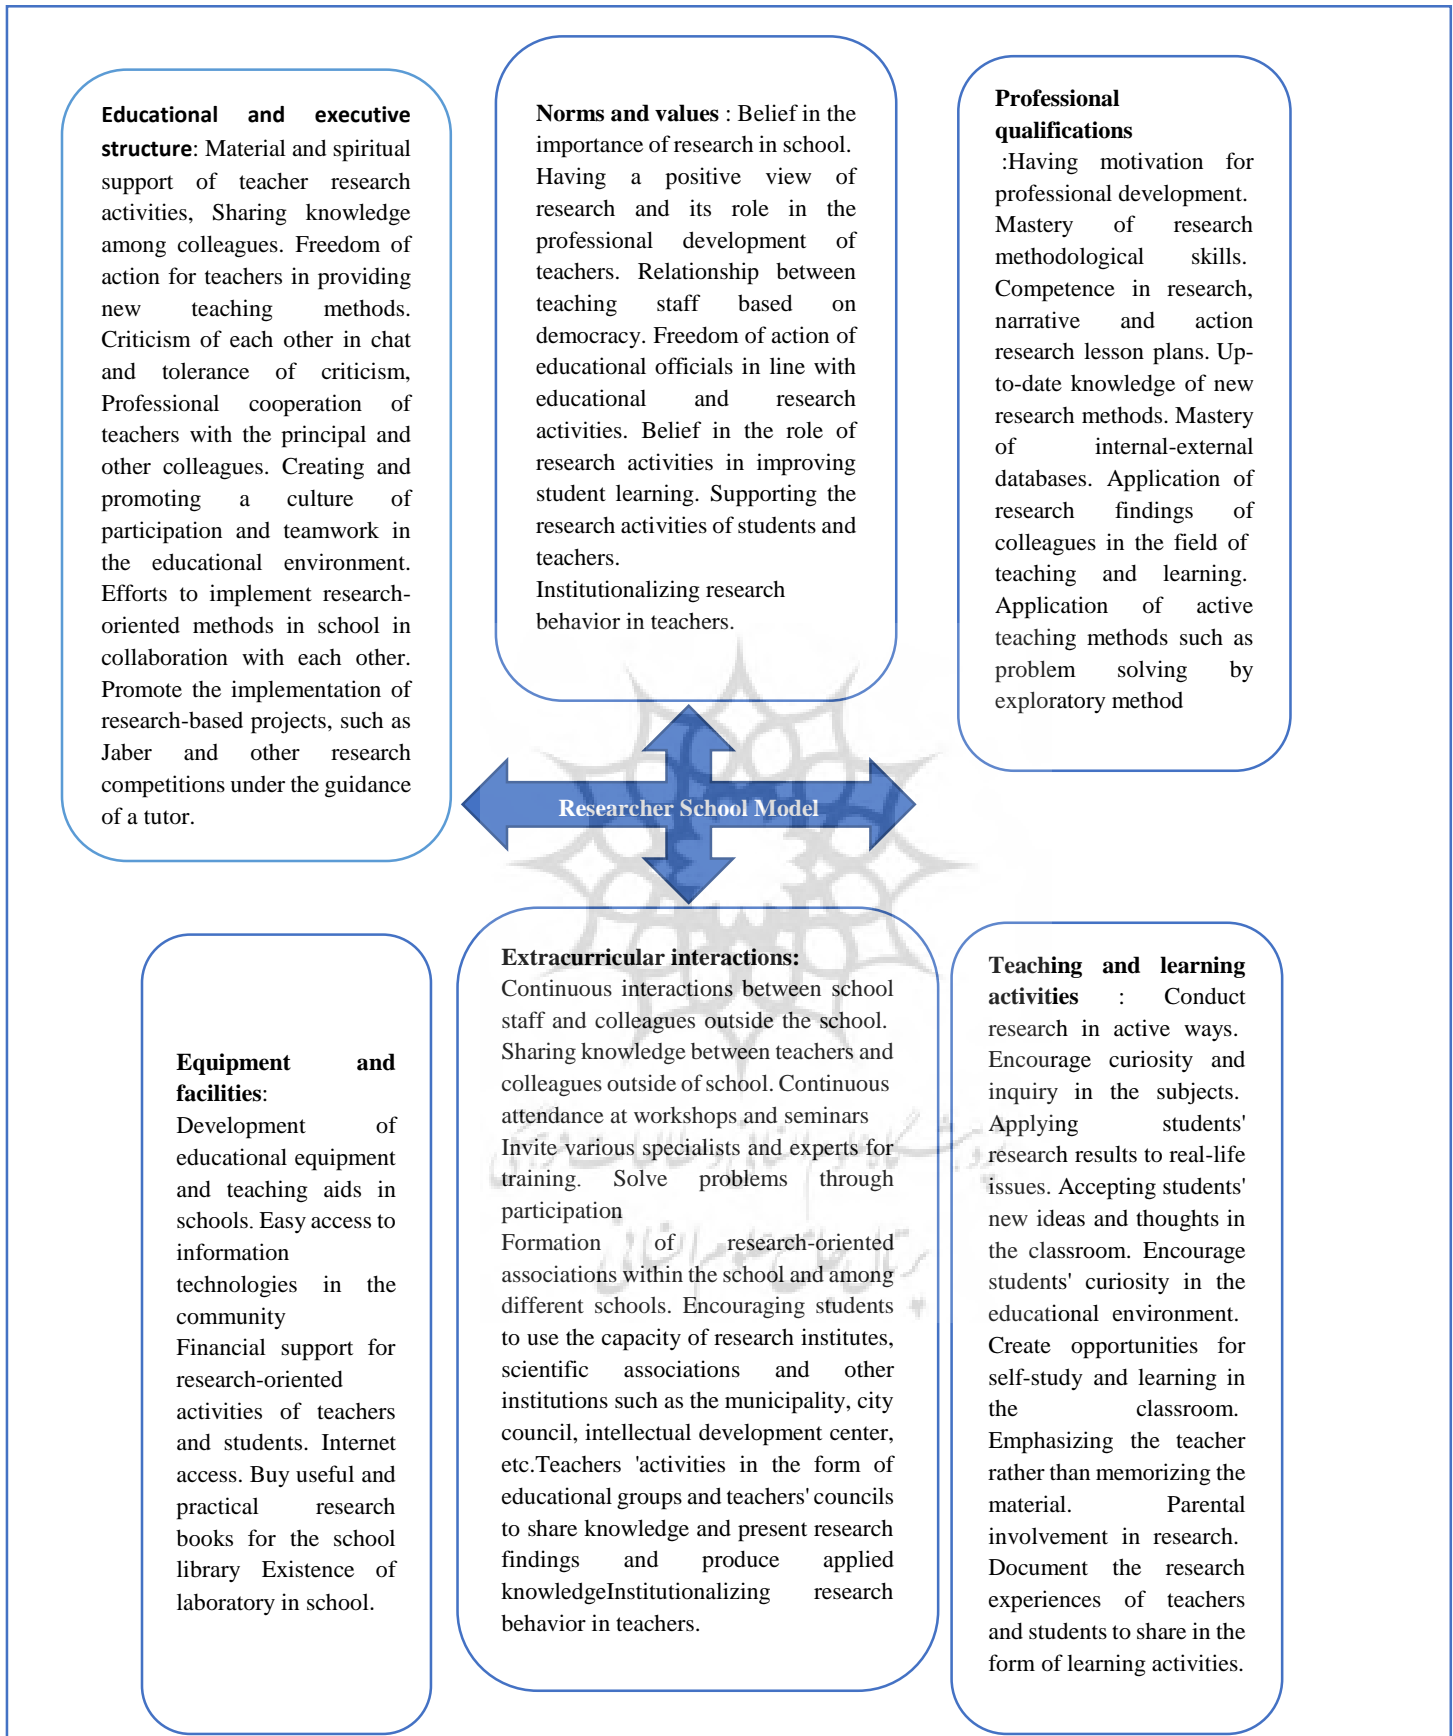 Educational and executive
structure: Material and spiritual
support of teacher research
activities, Sharing knowledge
among colleagues. Freedom of
action for teachers in providing
new teaching methods.
Criticism of each other in chat
and tolerance of criticism,
Professional cooperation of
teachers with the principal and
other colleagues. Creating and
promoting a culture of
participation and teamwork in
the educational environment.
Efforts to implement research-
oriented methods in school in
collaboration with each other.
Promote the implementation of
research-based projects, such as
Jaber and other research
competitions under the guidance
of a tutor.
Norms and values : Belief in the
importance of research in school.
Having a positive view of
research and its role in the
professional development of
teachers. Relationship between
teaching staff based on
democracy. Freedom of action of
educational officials in line with
educational and research
activities. Belief in the role of
research activities in improving
student learning. Supporting the
research activities of students and
teachers.
Institutionalizing research
behavior in teachers.
Professional
qualifications
:Having motivation for
professional development.
Mastery of research
methodological skills.
Competence in research,
narrative and action
research lesson plans. Up-
to-date knowledge of new
research methods. Mastery
of internal-external
databases. Application of
research findings of
colleagues in the field of
teaching and learning.
Application of active
teaching methods such as
problem solving by
exploratory method
Researcher School Model
Equipment and
facilities:
Development of
educational equipment
and teaching aids in
schools. Easy access to
information
technologies in the
community
Financial support for
research-oriented
activities of teachers
and students. Internet
access. Buy useful and
practical research
books for the school
library Existence of
laboratory in school.
Extracurricular interactions:
Continuous interactions between school
staff and colleagues outside the school.
Sharing knowledge between teachers and
colleagues outside of school. Continuous
attendance at workshops and seminars
Invite various specialists and experts for
training. Solve problems through
participation
Formation of research-oriented
associations within the school and among
different schools. Encouraging students
to use the capacity of research institutes,
scientific associations and other
institutions such as the municipality, city
council, intellectual development center,
etc.Teachers 'activities in the form of
educational groups and teachers' councils
to share knowledge and present research
findings and produce applied
knowledgeInstitutionalizing research
behavior in teachers.
Teaching and learning
activities : Conduct
research in active ways.
Encourage curiosity and
inquiry in the subjects.
Applying students'
research results to real-life
issues. Accepting students'
new ideas and thoughts in
the classroom. Encourage
students' curiosity in the
educational environment.
Create opportunities for
self-study and learning in
the classroom.
Emphasizing the teacher
rather than memorizing the
material. Parental
involvement in research.
Document the research
experiences of teachers
and students to share in the
form of learning activities.
پژوهشگاه علوم انسانی و مطالعات فرهنگی
پرتال جامع علوم انسانی